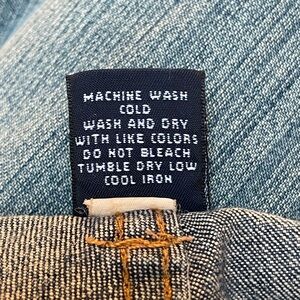 MACHINE WASH
COLD
WASH AND DRY
WITH LIKE COLORS
DO NOT BLEACH
TUMBLE DRY LOW
COOL IRON